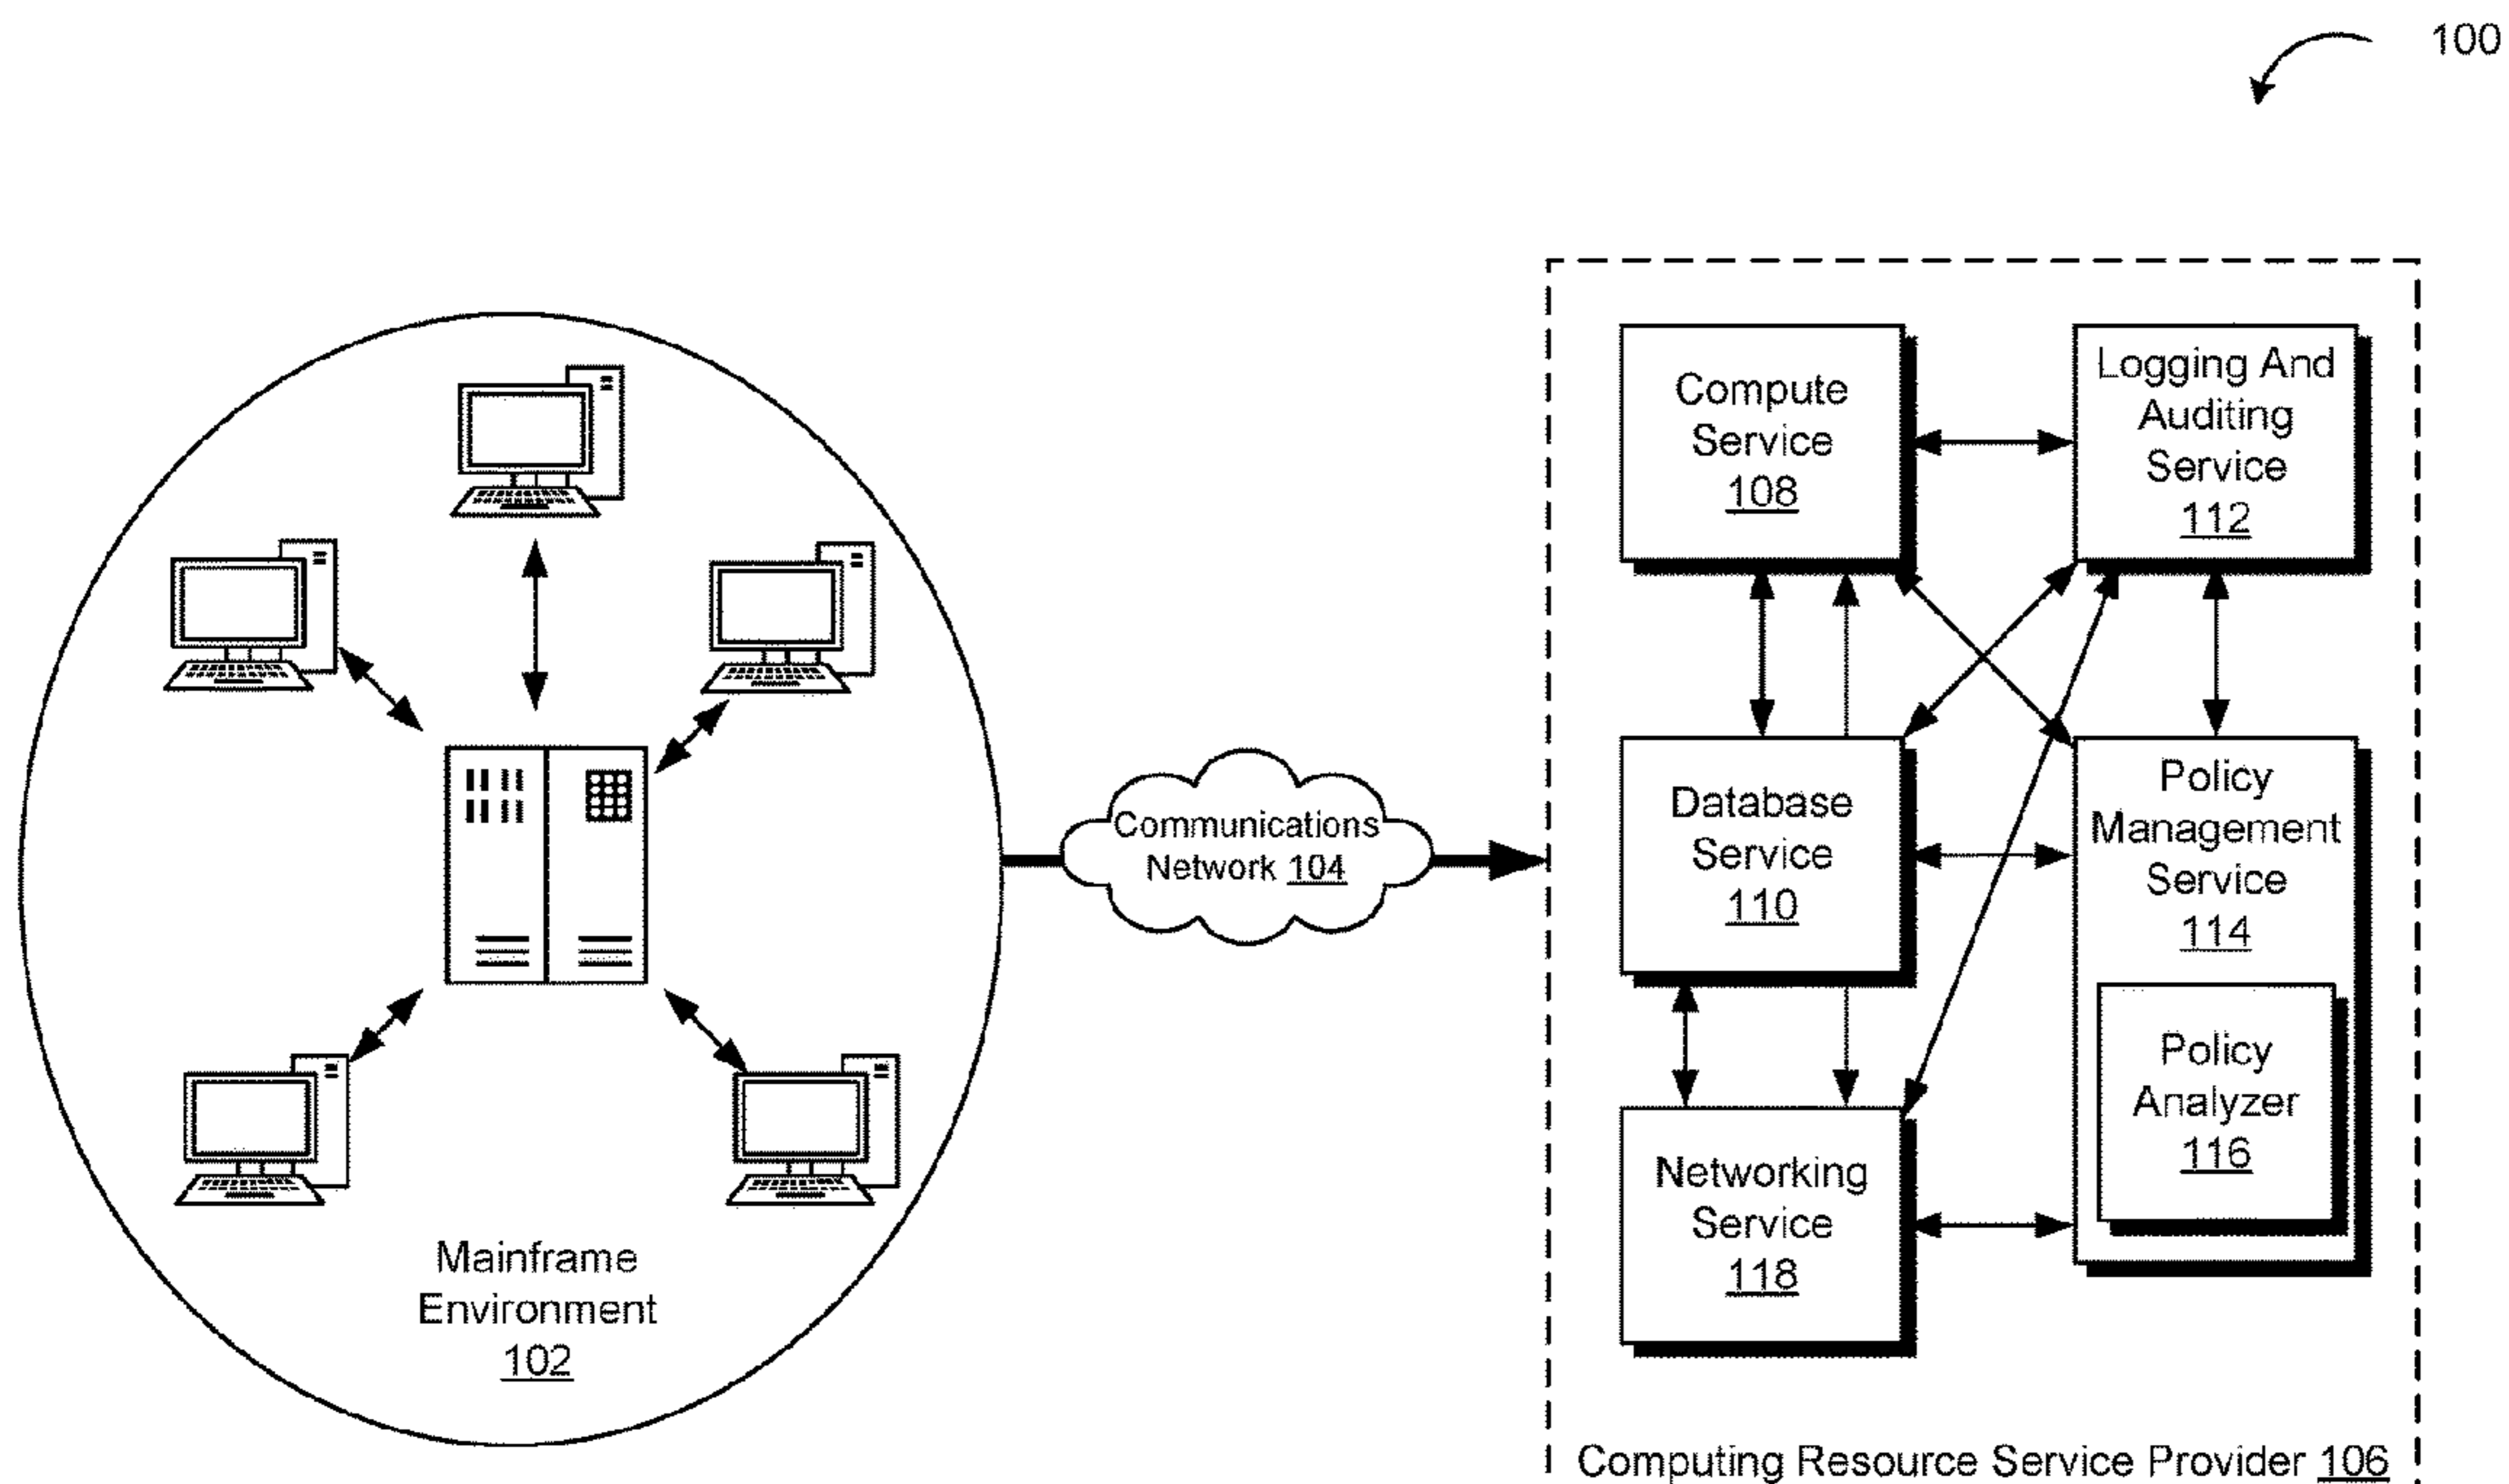 100
Compute
Service
108
Logging And
Auditing
Service
112
Communications
Network 104
Database
Service
110
Policy
Management
Service
114
Policy
Analyzer
116
Networking
Service
118
Mainframe
Environment
102
Computing Resource Service Provider 106